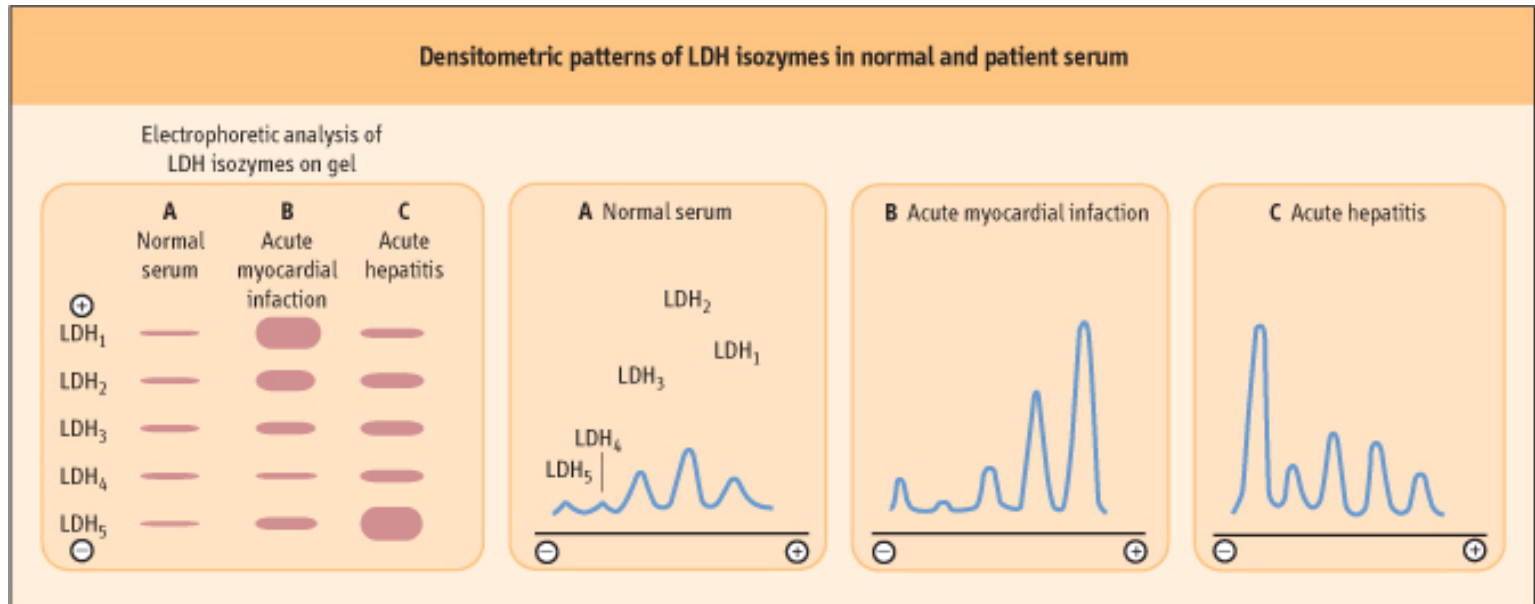 Densitometric patterns of LDH isozymes in normal and patient serum
Electrophoretic analysis of
LDH isozymes on gel
A
Normal
serum
B
Acute
myocardial
infaction
C
Acute
hepatitis
+
LDH₁
LDH₂
LDH₃
LDH₄
LDH₅
−
A Normal serum
LDH₂
LDH₁
LDH₃
LDH₄
LDH₅
− +
B Acute myocardial infaction
− +
C Acute hepatitis
− +